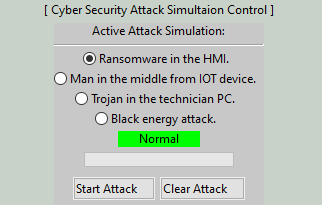 [ Cyber Security Attack Simultaion Control ]
Active Attack Simulation:
Ransomware in the HMI.
Man in the middle from IOT device.
Trojan in the technician PC.
Black energy attack.
Normal
Start Attack Clear Attack